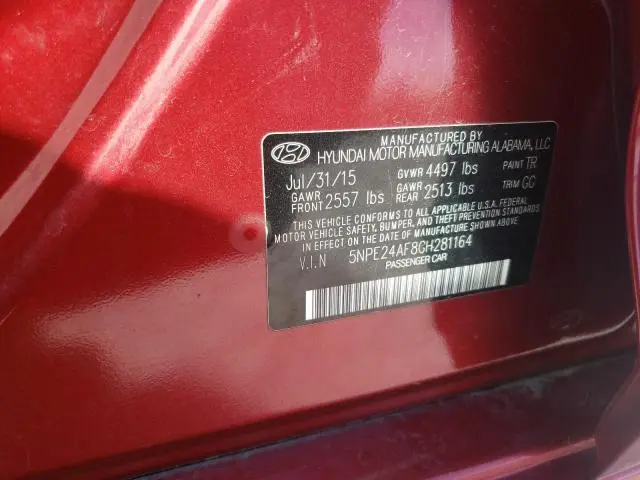 MANUFACTURED BY
HYUNDAI MOTOR MANUFACTURING ALABAMA, LLC
Jul/31/15 GVWR 4497 lbs PAINT TR
GAWR FRONT 2557 lbs GAWR REAR 2513 lbs TRIM GC
THIS VEHICLE CONFORMS TO ALL APPLICABLE U.S.A. FEDERAL
MOTOR VEHICLE SAFETY, BUMPER, AND THEFT PREVENTION STANDARDS
IN EFFECT ON THE DATE OF MANUFACTURE SHOWN ABOVE.
V.I.N 5NPE24AF8GH281164
PASSENGER CAR